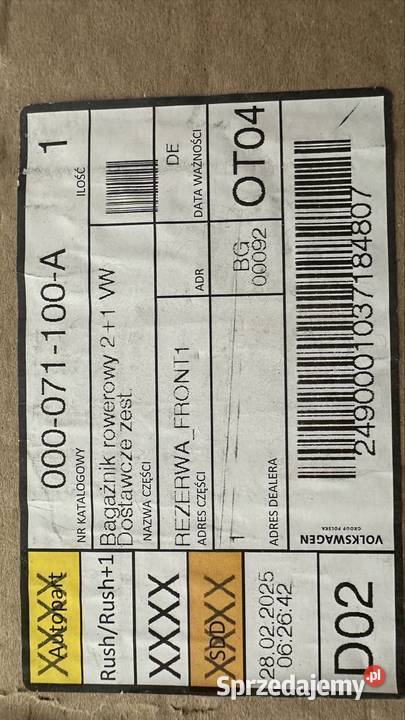 000-071-100-A
1
NR KATALOGOWY
ILOŚĆ
Bagażnik rowerowy 2+1 VW
Dostawcze zest.
NAZWA CZĘŚCI
REZERWA_FRONT1
DE
ADRES CZĘŚCI
ADR
DATA WAŻNOŚCI
1
BG
00092
OT04
ADRES DEALERA
2490001037184807
VOLKSWAGEN
GROUP POLSKA
XXXX
Autopart
Rush/Rush+1
XXXX
XXXX
SDD
28.02.2025
06:26:42
D02
Sprzedajemy.pl